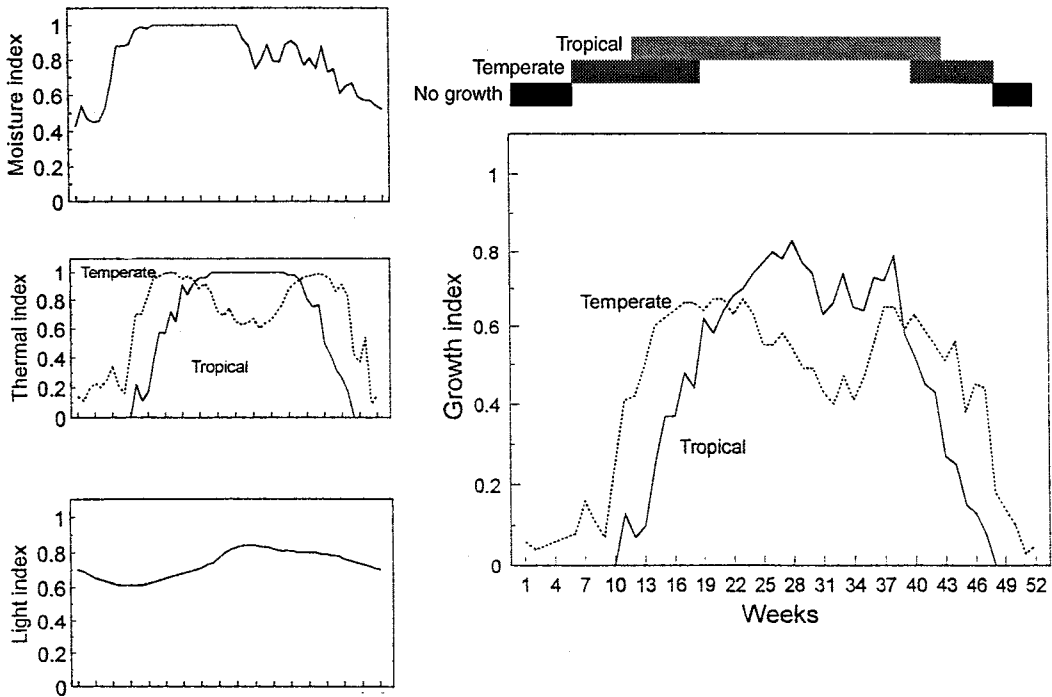 Moisture index
1
0.8
0.6
0.4
0.2
0
Thermal index
1
0.8
0.6
0.4
0.2
0
Temperate
Tropical
Light index
1
0.8
0.6
0.4
0.2
0
Tropical
Temperate
No growth
Growth index
1
0.8
0.6
0.4
0.2
0
Temperate
Tropical
1 4 7 10 13 16 19 22 25 28 31 34 37 40 43 46 49 52
Weeks